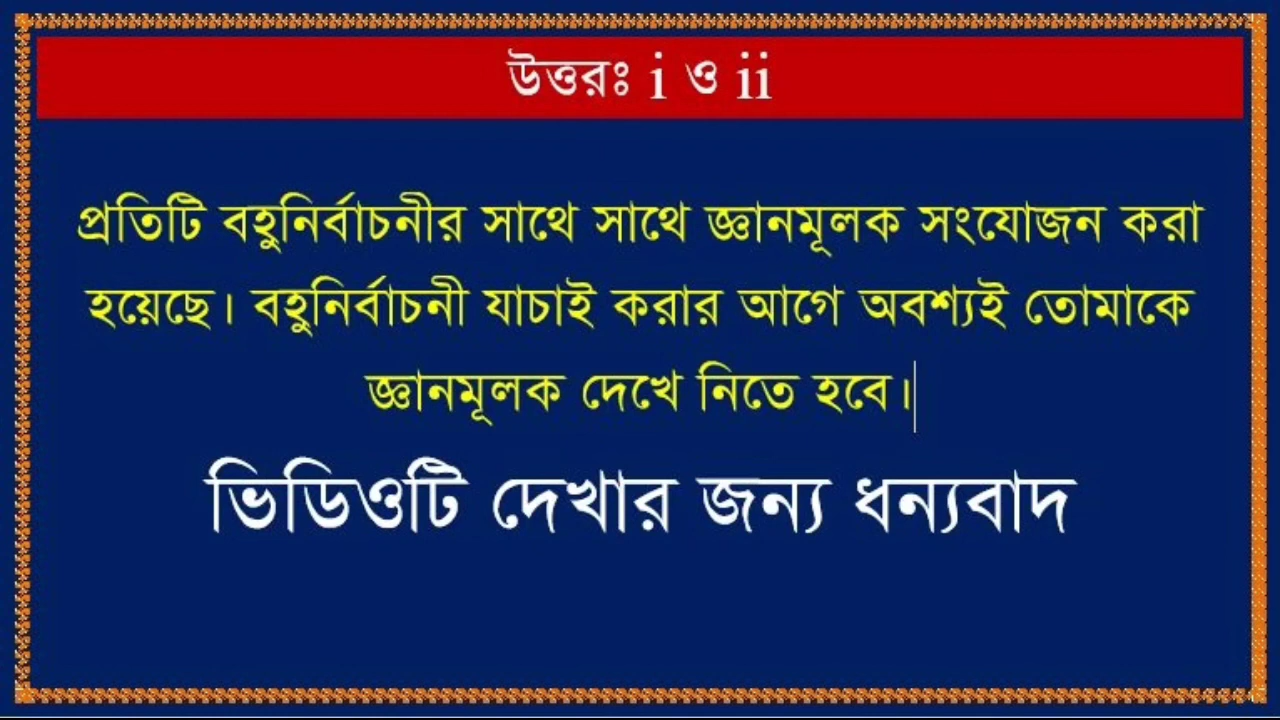 উত্তরঃ i ও ii
প্রতিটি বহুনির্বাচনীর সাথে সাথে জ্ঞানমূলক সংযোজন করা
হয়েছে। বহুনির্বাচনী যাচাই করার আগে অবশ্যই তোমাকে
জ্ঞানমূলক দেখে নিতে হবে।
ভিডিওটি দেখার জন্য ধন্যবাদ